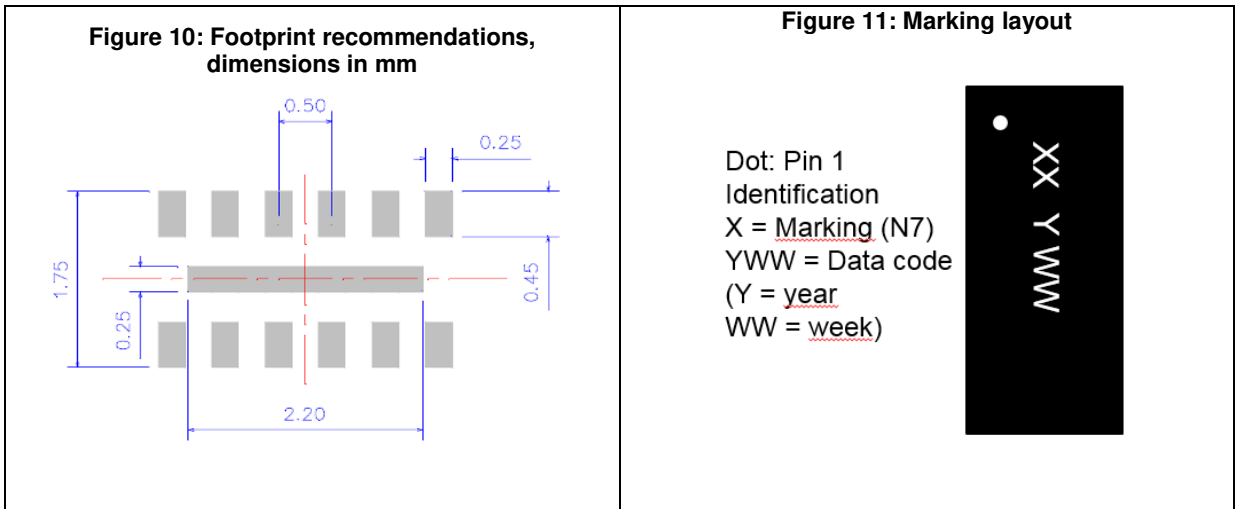 Figure 10: Footprint recommendations,
dimensions in mm
0.50
0.25
1.75
0.25
0.45
2.20
Figure 11: Marking layout
Dot: Pin 1
Identification
X = Marking (N7)
YWW = Data code
(Y = year
WW = week)
XX Y WW